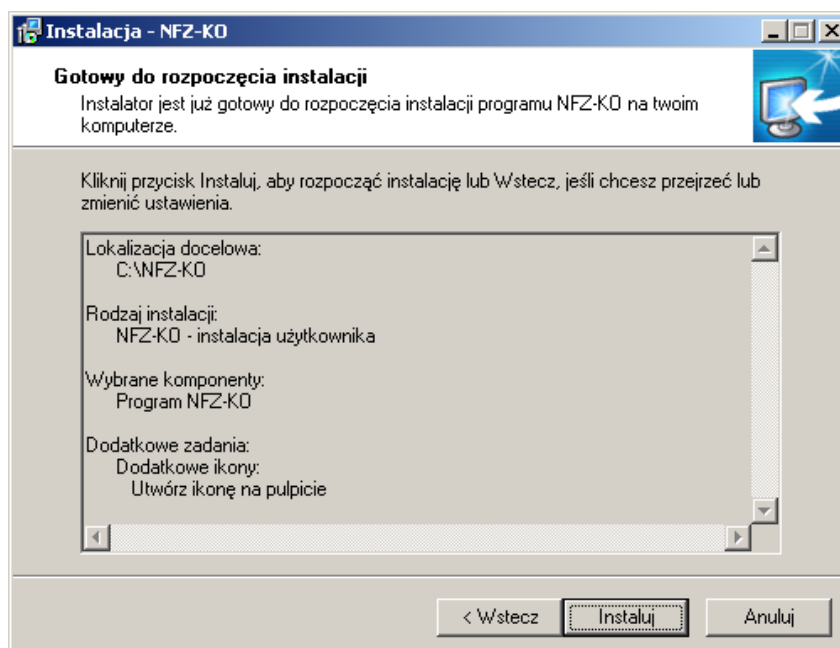 Instalacja - NFZ-KO
Gotowy do rozpoczęcia instalacji
Instalator jest już gotowy do rozpoczęcia instalacji programu NFZ-KO na twoim
komputerze.
Kliknij przycisk Instaluj, aby rozpocząć instalację lub Wstecz, jeśli chcesz przejrzeć lub
zmienić ustawienia.
Lokalizacja docelowa:
C:\NFZ-KO
Rodzaj instalacji:
NFZ-KO - instalacja użytkownika
Wybrane komponenty:
Program NFZ-KO
Dodatkowe zadania:
Dodatkowe ikony:
Utwórz ikonę na pulpicie
< Wstecz Instaluj Anuluj